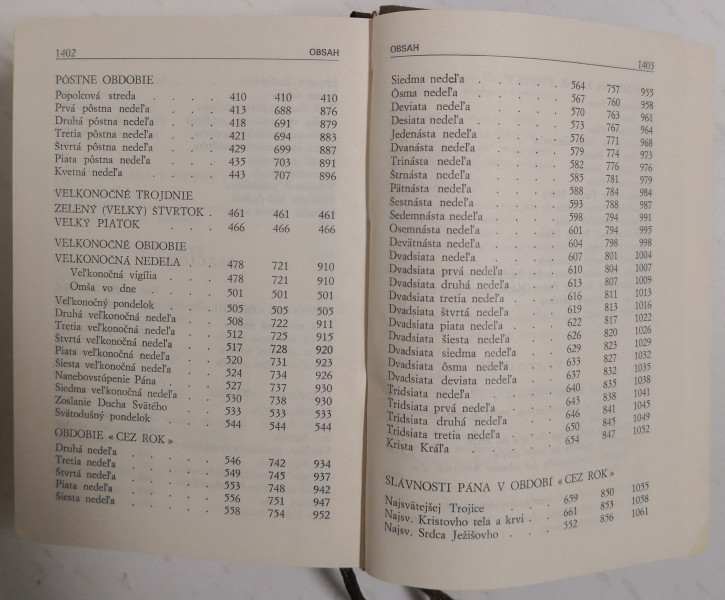 1402 OBSAH
PÔSTNE OBDOBIE
Popolcová streda . . . . 410 410 410
Prvá pôstna nedeľa . . . . 413 688 876
Druhá pôstna nedeľa . . . . 418 691 879
Tretia pôstna nedeľa . . . . 421 694 883
Štvrtá pôstna nedeľa . . . . 429 699 887
Piata pôstna nedeľa . . . . 435 703 891
Kvetná nedeľa . . . . 443 707 896
VEĽKONOČNÉ TROJDNIE
ZELENÝ (VEĽKÝ) ŠTVRTOK . 461 461 461
VEĽKÝ PIATOK . . . 466 466 466
VEĽKONOČNÉ OBDOBIE
VEĽKONOČNÁ NEDEĽA . . 478 721 910
Veľkonočná vigília . . 478 721 910
Omša vo dne . . . 501 501 501
Veľkonočný pondelok . . . 505 505 505
Druhá veľkonočná nedeľa . . 508 722 911
Tretia veľkonočná nedeľa . . 512 725 915
Štvrtá veľkonočná nedeľa . . 517 728 920
Piata veľkonočná nedeľa . . 520 731 923
Šiesta veľkonočná nedeľa . . 524 734 926
Nanebovstúpenie Pána . . . 527 737 930
Siedma veľkonočná nedeľa . . 530 738 930
Zoslanie Ducha Svätého . . 533 533 533
Svätodušný pondelok . . . 544 544 544
OBDOBIE «CEZ ROK»
Druhá nedeľa . . . . . 546 742 934
Tretia nedeľa . . . . . 549 745 937
Štvrtá nedeľa . . . . . 553 748 942
Piata nedeľa . . . . . 556 751 947
Šiesta nedeľa . . . . . 558 754 952
OBSAH 1403
Siedma nedeľa . . . . . 564 757 955
Ôsma nedeľa . . . . . 567 760 958
Deviata nedeľa . . . . . 570 763 961
Desiata nedeľa . . . . . 573 767 964
Jedenásta nedeľa . . . . 576 771 968
Dvanásta nedeľa . . . . 579 774 973
Trinásta nedeľa . . . . 582 776 976
Štrnásta nedeľa . . . . 585 781 979
Pätnásta nedeľa . . . . 588 784 984
Šestnásta nedeľa . . . . 593 788 987
Sedemnásta nedeľa . . . . 598 794 991
Osemnásta nedeľa . . . . 601 794 995
Devätnásta nedeľa . . . . 604 798 998
Dvadsiata nedeľa . . . . 607 801 1004
Dvadsiata prvá nedeľa . . . 610 804 1007
Dvadsiata druhá nedeľa . . . 613 807 1009
Dvadsiata tretia nedeľa . . . 616 811 1013
Dvadsiata štvrtá nedeľa . . . 619 813 1016
Dvadsiata piata nedeľa . . . 622 817 1022
Dvadsiata šiesta nedeľa . . . 626 820 1026
Dvadsiata siedma nedeľa . . . 629 823 1029
Dvadsiata ôsma nedeľa . . . 633 827 1032
Dvadsiata deviata nedeľa . . . 637 832 1035
Tridsiata nedeľa . . . . 640 835 1038
Tridsiata prvá nedeľa . . . 643 838 1041
Tridsiata druhá nedeľa . . . 646 841 1045
Tridsiata tretia nedeľa . . . 650 845 1049
Krista Kráľa . . . . . 654 847 1052
SLÁVNOSTI PÁNA V OBDOBÍ «CEZ ROK»
Najsvätejšej Trojice . . . 659 850 1055
Najsv. Kristovho tela a krvi . . 661 853 1058
Najsv. Srdca Ježišovho . . . 552 856 1061